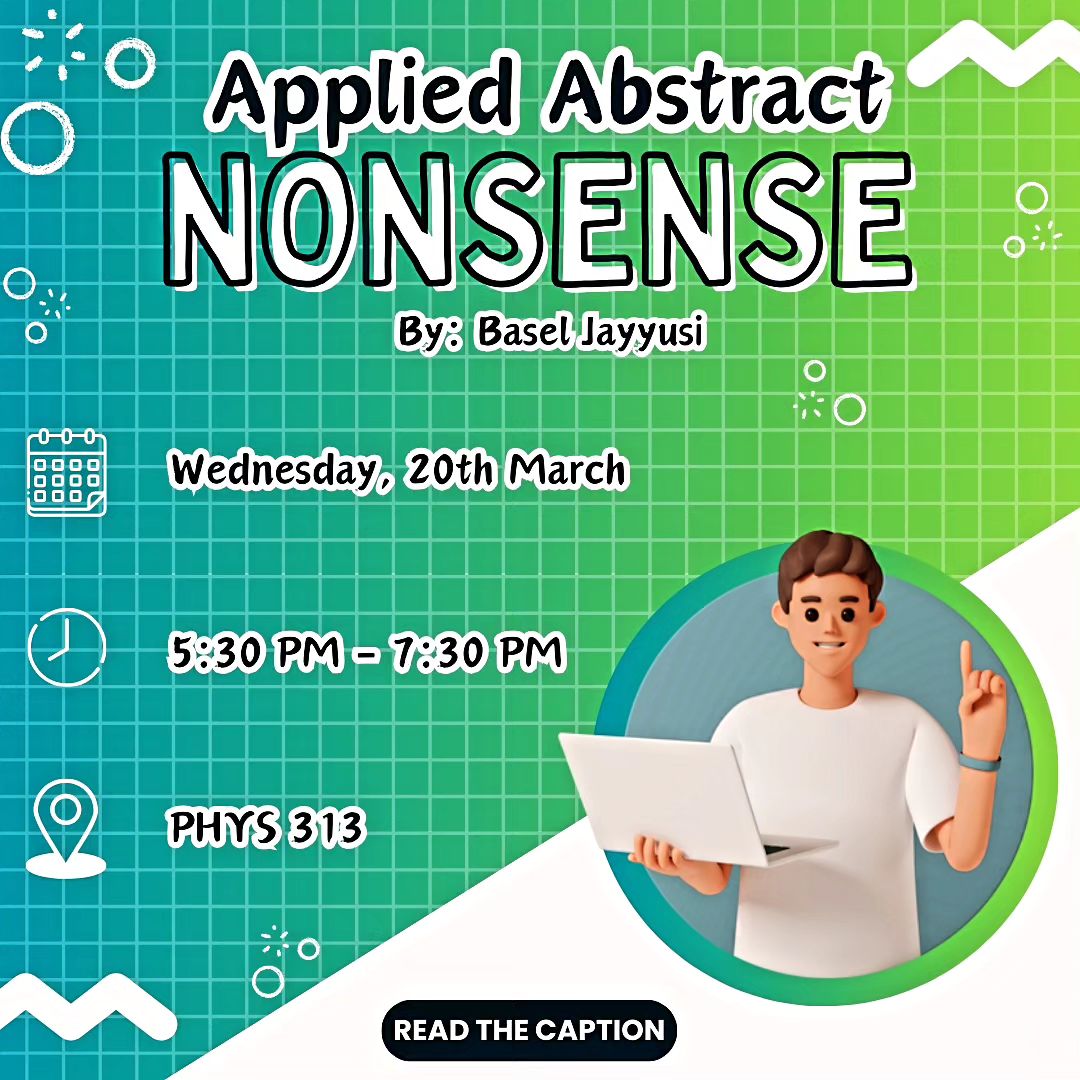 Applied Abstract
NONSENSE
By: Basel Jayyusi
Wednesday, 20th March
5:30 PM – 7:30 PM
PHYS 313
READ THE CAPTION